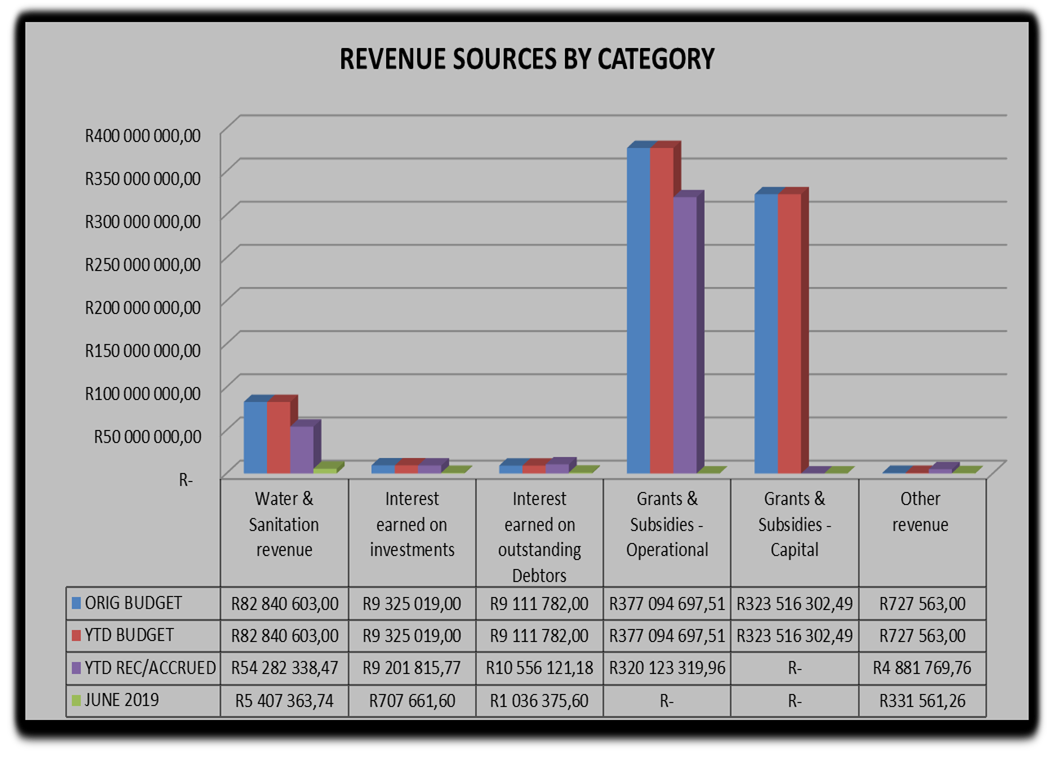 REVENUE SOURCES BY CATEGORY
R400 000 000,00
R350 000 000,00
R300 000 000,00
R250 000 000,00
R200 000 000,00
R150 000 000,00
R100 000 000,00
R50 000 000,00
R-
Water &
Sanitation
revenue
Interest
earned on
investments
Interest
earned on
outstanding
Debtors
Grants &
Subsidies -
Operational
Grants &
Subsidies -
Capital
Other
revenue
ORIG BUDGET R82 840 603,00 R9 325 019,00 R9 111 782,00 R377 094 697,51 R323 516 302,49 R727 563,00
YTD BUDGET R82 840 603,00 R9 325 019,00 R9 111 782,00 R377 094 697,51 R323 516 302,49 R727 563,00
YTD REC/ACCRUED R54 282 338,47 R9 201 815,77 R10 556 121,18 R320 123 319,96 R- R4 881 769,76
JUNE 2019 R5 407 363,74 R707 661,60 R1 036 375,60 R- R- R331 561,26